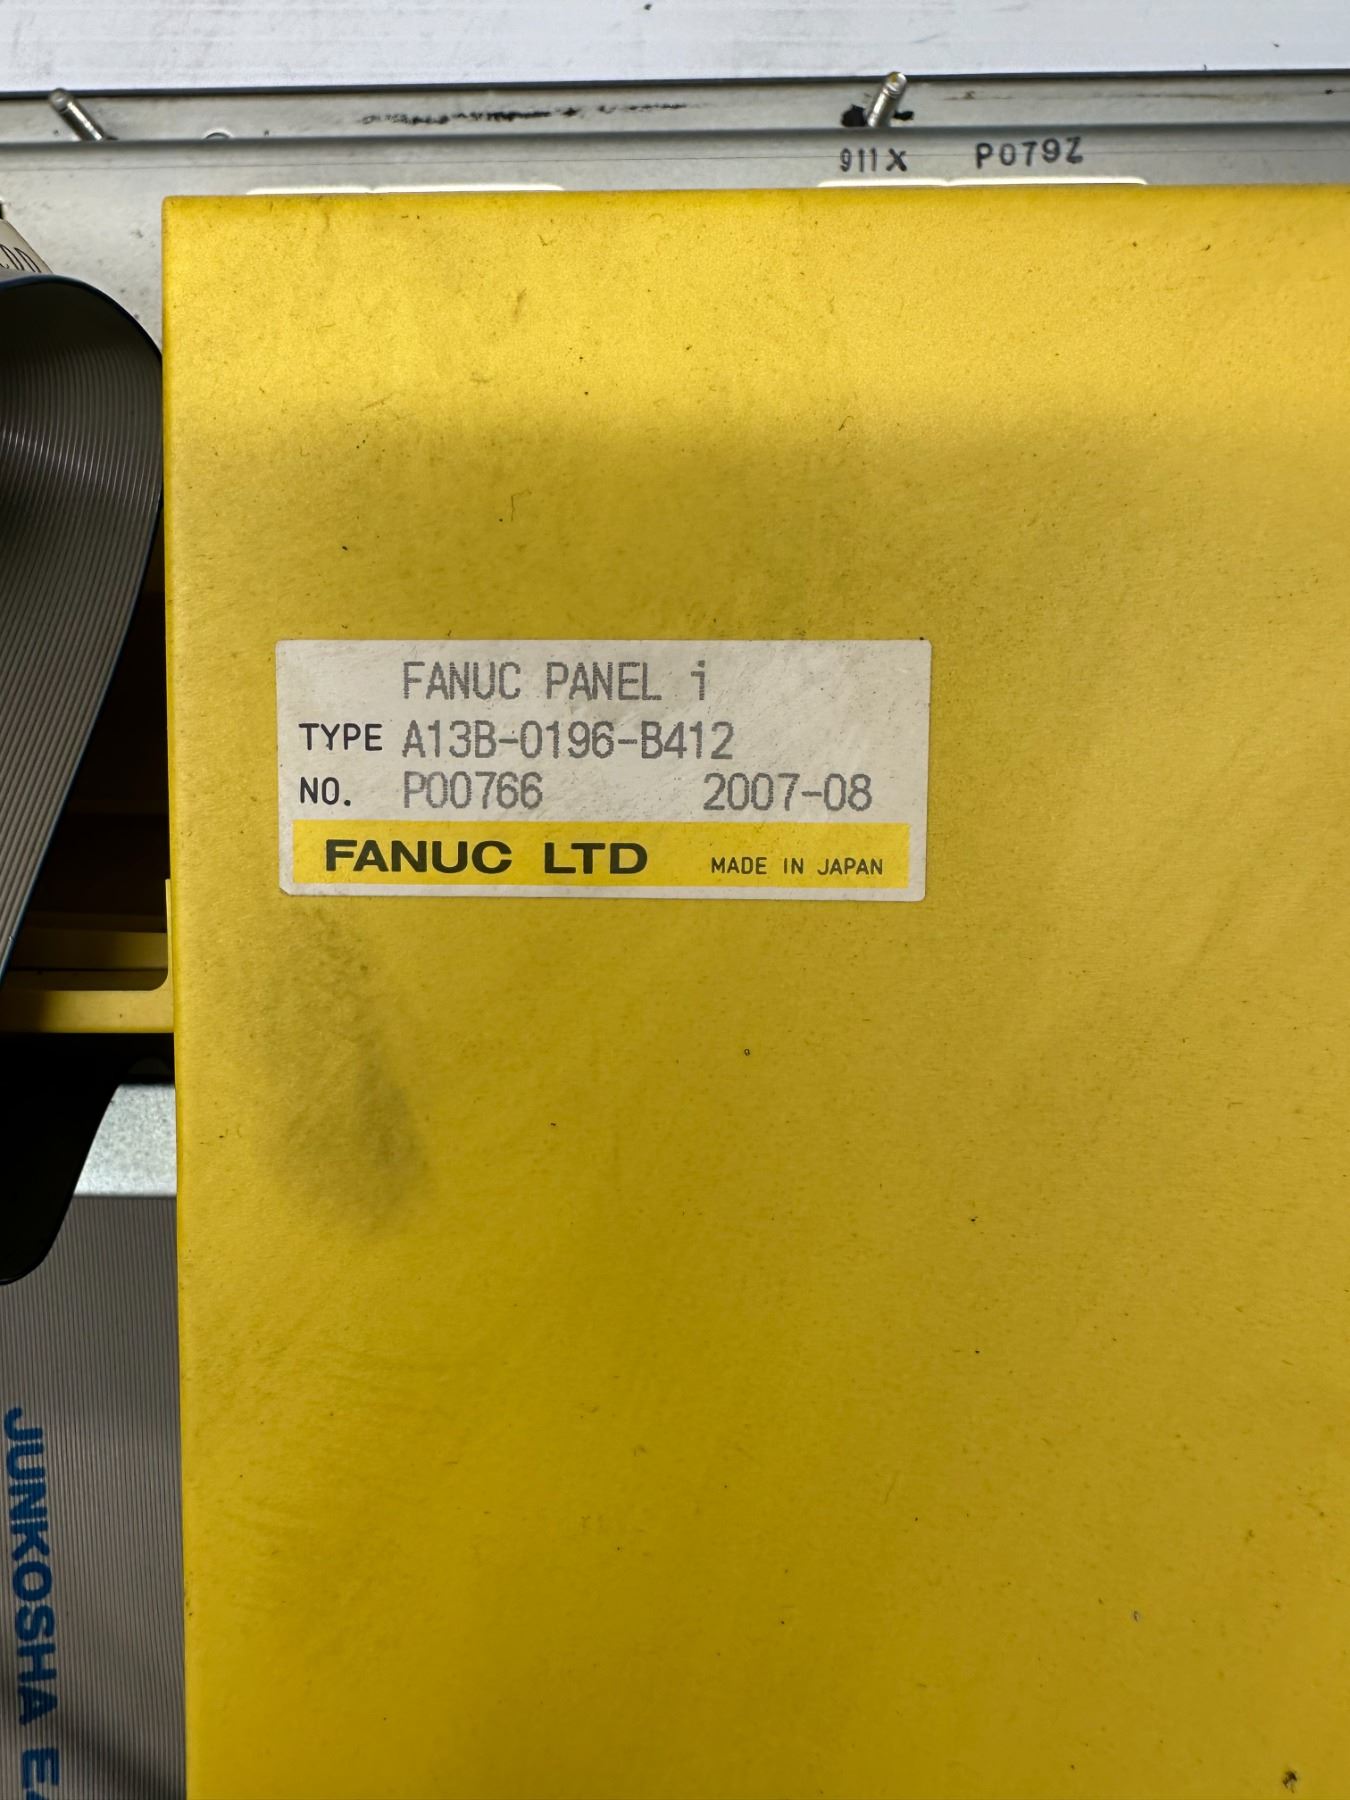 911X P079Z
FANUC PANEL i
TYPE A13B-0196-B412
NO. P00766 2007-08
FANUC LTD MADE IN JAPAN
JUNKOSHA